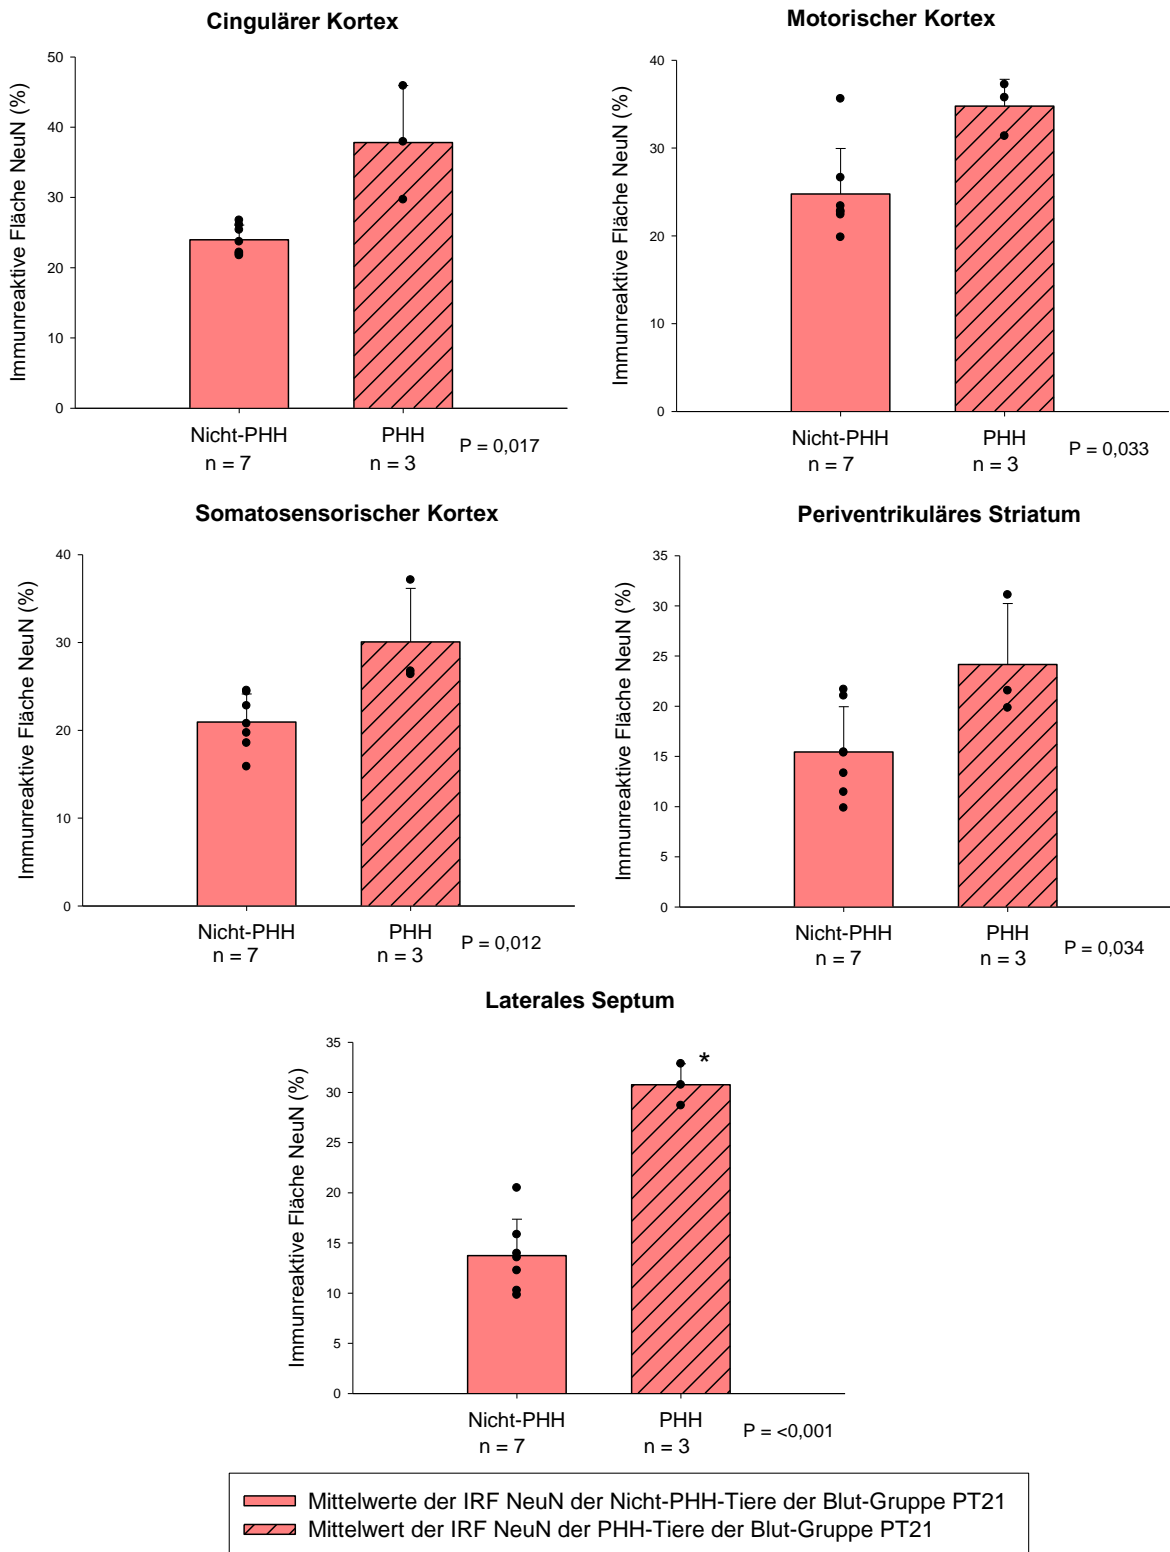 Cingulärer Kortex
Immunreaktive Fläche NeuN (%)
50
40
30
20
10
0
Nicht-PHH
n = 7
PHH
n = 3
P = 0,017
Motorischer Kortex
Immunreaktive Fläche NeuN (%)
40
30
20
10
0
Nicht-PHH
n = 7
PHH
n = 3
P = 0,033
Somatosensorischer Kortex
Immunreaktive Fläche NeuN (%)
40
30
20
10
0
Nicht-PHH
n = 7
PHH
n = 3
P = 0,012
Periventrikuläres Striatum
Immunreaktive Fläche NeuN (%)
35
30
25
20
15
10
5
0
Nicht-PHH
n = 7
PHH
n = 3
P = 0,034
Laterales Septum
Immunreaktive Fläche NeuN (%)
35
30
25
20
15
10
5
0
*
Nicht-PHH
n = 7
PHH
n = 3
P = <0,001
Mittelwerte der IRF NeuN der Nicht-PHH-Tiere der Blut-Gruppe PT21
Mittelwert der IRF NeuN der PHH-Tiere der Blut-Gruppe PT21